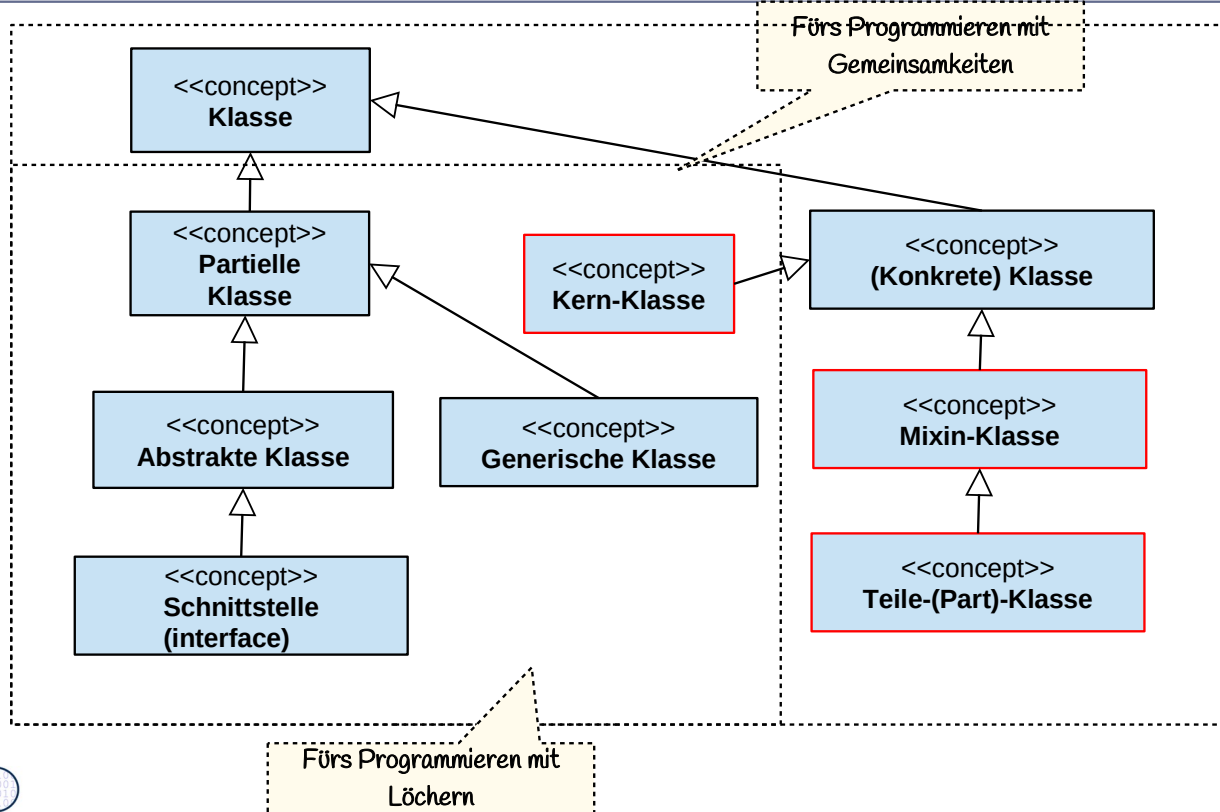 Fürs Programmieren mit
Gemeinsamkeiten
<<concept>>
Klasse
<<concept>>
Partielle
Klasse
<<concept>>
Kern-Klasse
<<concept>>
(Konkrete) Klasse
<<concept>>
Abstrakte Klasse
<<concept>>
Generische Klasse
<<concept>>
Mixin-Klasse
<<concept>>
Schnittstelle
(interface)
<<concept>>
Teile-(Part)-Klasse
Fürs Programmieren mit
Löchern